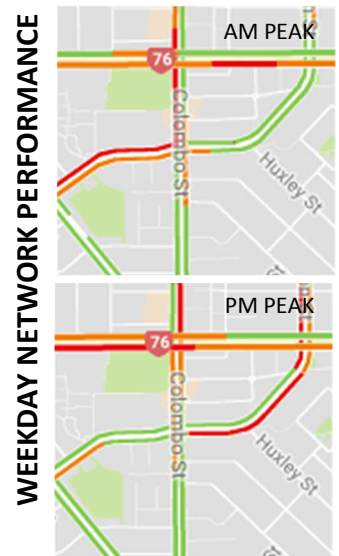 WEEKDAY NETWORK PERFORMANCE
AM PEAK
76
Colombo St
Huxley St
PM PEAK
76
Colombo St
Huxley St